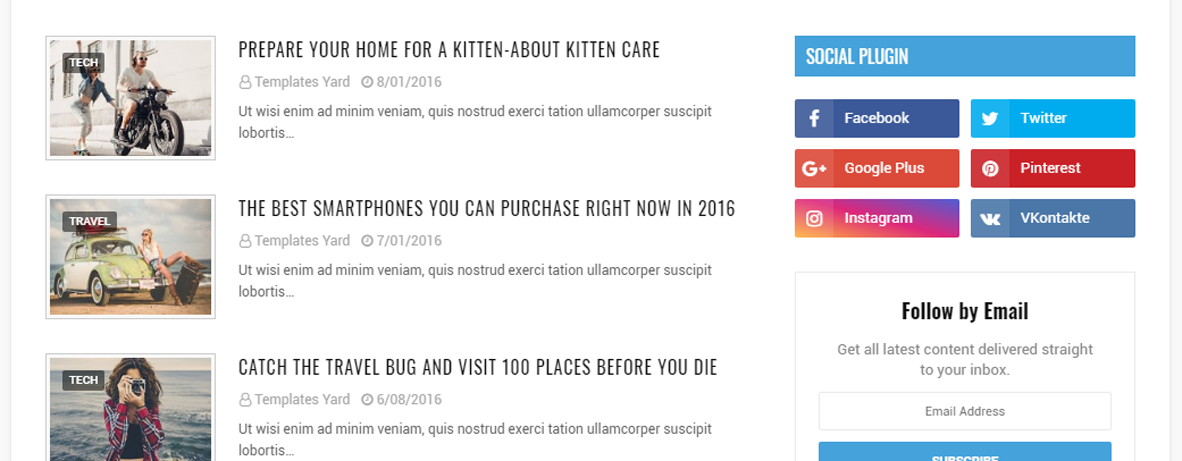 TECH
PREPARE YOUR HOME FOR A KITTEN-ABOUT KITTEN CARE
Templates Yard 8/01/2016
Ut wisi enim ad minim veniam, quis nostrud exerci tation ullamcorper suscipit
lobortis...
TRAVEL
THE BEST SMARTPHONES YOU CAN PURCHASE RIGHT NOW IN 2016
Templates Yard 7/01/2016
Ut wisi enim ad minim veniam, quis nostrud exerci tation ullamcorper suscipit
lobortis...
TECH
CATCH THE TRAVEL BUG AND VISIT 100 PLACES BEFORE YOU DIE
Templates Yard 6/08/2016
Ut wisi enim ad minim veniam, quis nostrud exerci tation ullamcorper suscipit
lobortis...
SOCIAL PLUGIN
Facebook
Twitter
Google Plus
Pinterest
Instagram
VKontakte
Follow by Email
Get all latest content delivered straight
to your inbox.
Email Address
SUBSCRIBE